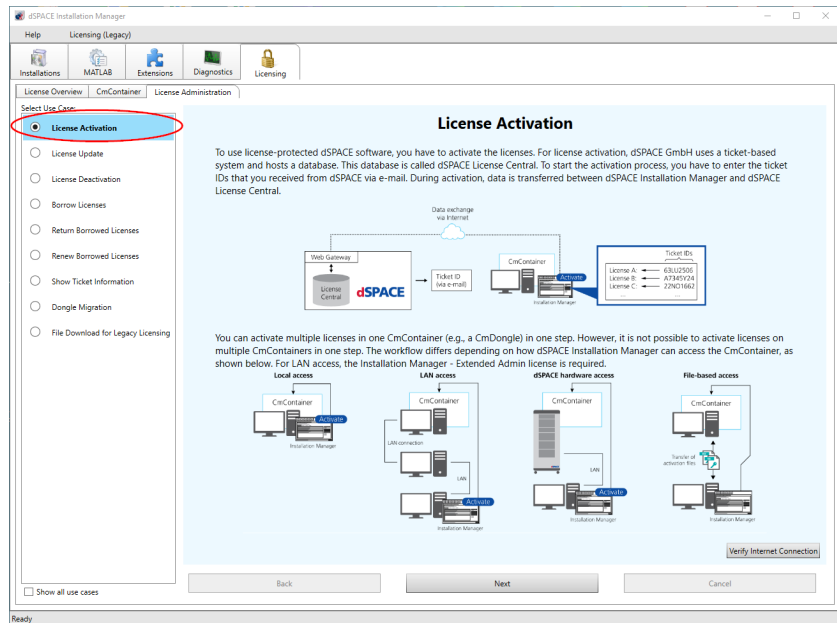 dSPACE Installation Manager
Help Licensing (Legacy)
Installations MATLAB Extensions Diagnostics Licensing
License Overview CmContainer License Administration
Select Use Case:
License Activation
License Update
License Deactivation
Borrow Licenses
Return Borrowed Licenses
Renew Borrowed Licenses
Show Ticket Information
Dongle Migration
File Download for Legacy Licensing
Show all use cases
License Activation
To use license-protected dSPACE software, you have to activate the licenses. For license activation, dSPACE GmbH uses a ticket-based
system and hosts a database. This database is called dSPACE License Central. To start the activation process, you have to enter the ticket
IDs that you received from dSPACE via e-mail. During activation, data is transferred between dSPACE Installation Manager and dSPACE
License Central.
Data exchange
via Internet
Web Gateway
License
Central
dSPACE
Ticket ID
(via e-mail)
CmContainer
Activate
Installation Manager
Ticket IDs
License A: 63LU2506
License B: A7345Y24
License C: 22NO1662
... ...
You can activate multiple licenses in one CmContainer (e.g., a CmDongle) in one step. However, it is not possible to activate licenses on
multiple CmContainers in one step. The workflow differs depending on how dSPACE Installation Manager can access the CmContainer, as
shown below. For LAN access, the Installation Manager - Extended Admin license is required.
Local access
CmContainer
Activate
Installation Manager
LAN access
CmContainer
LAN connection
LAN
Activate
Installation Manager
dSPACE hardware access
CmContainer
LAN
Activate
Installation Manager
File-based access
CmContainer
Transfer of
activation files
Installation Manager
Verify Internet Connection
Back Next Cancel
Ready